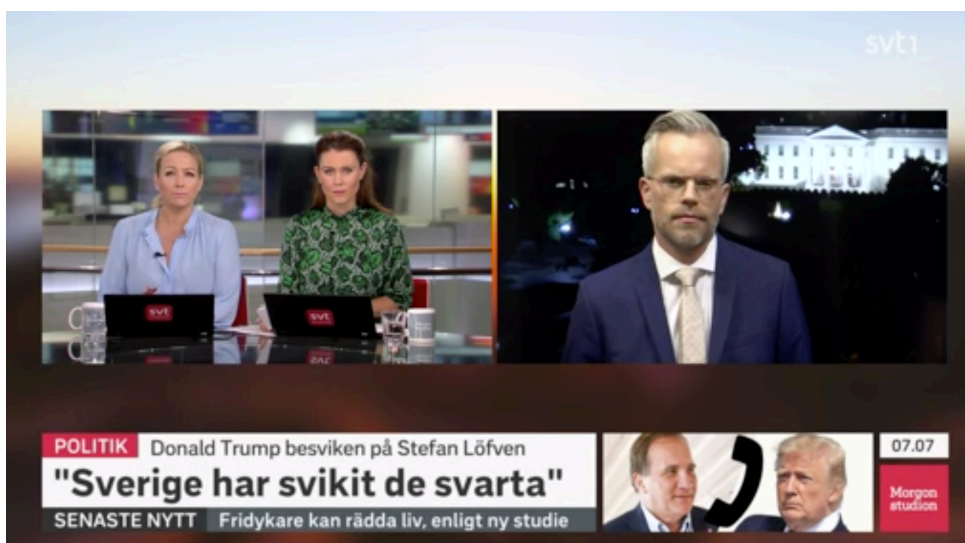 svt1
svt
svt
POLITIK Donald Trump besviken på Stefan Löfven
"Sverige har svikit de svarta"
SENASTE NYTT Fridykare kan rädda liv, enligt ny studie
07.07
Morgon
studion